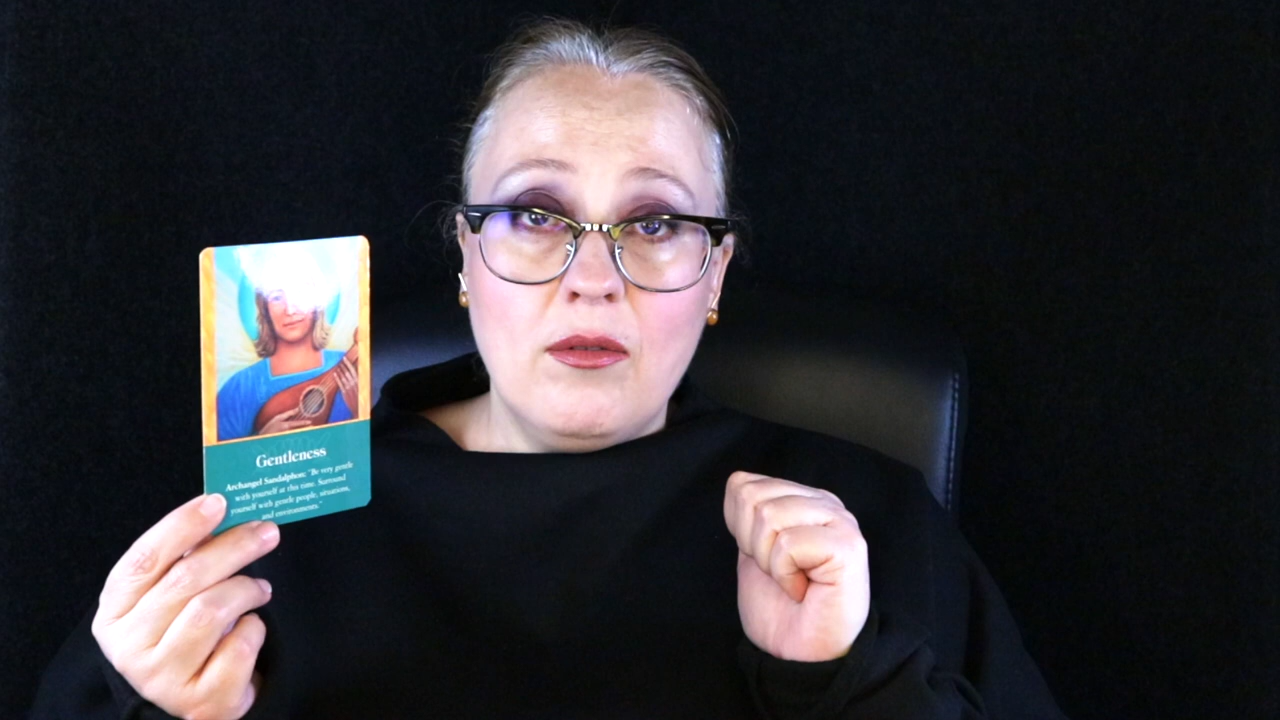 Gentleness
Archangel Sandalphon: "Be very gentle
with yourself at this time. Surround
yourself with gentle people, situations,
and environments."